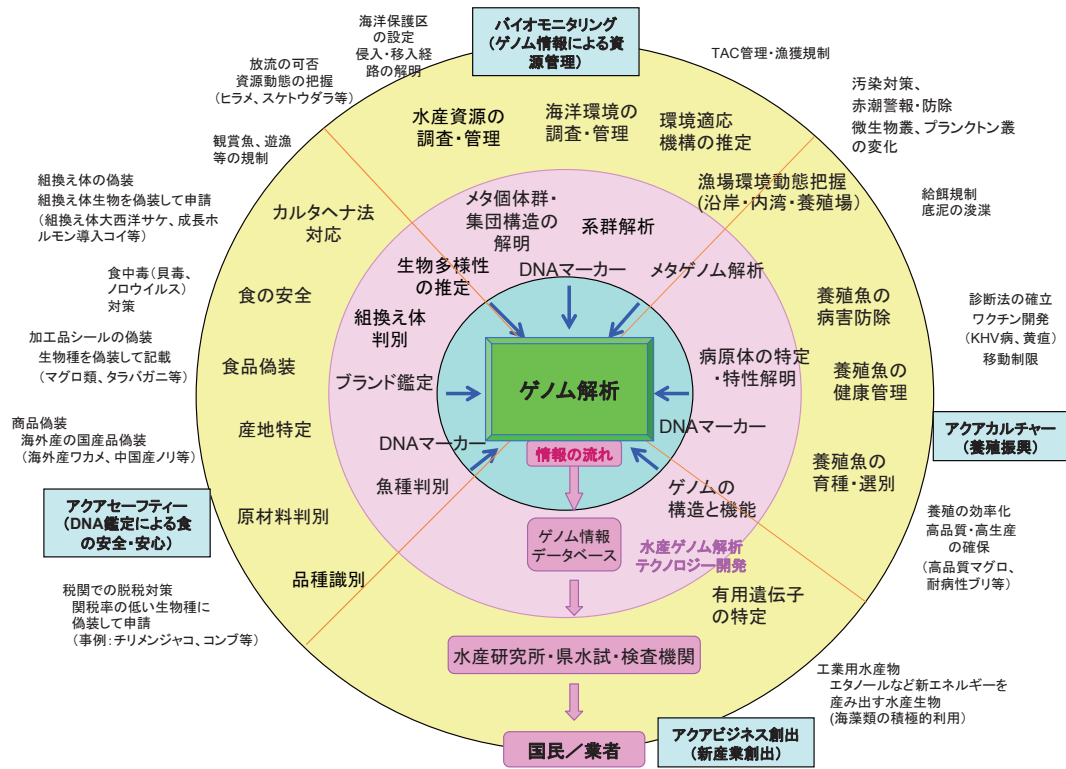 バイオモニタリング
(ゲノム情報による資
源管理)
海洋保護区
の設定
侵入・移入経
路の解明
TAC管理・漁獲規制
放流の可否
資源動態の把握
(ヒラメ、スケトウダラ等)
汚染対策、
赤潮警報・防除
微生物叢、プランクトン叢
の変化
観賞魚、遊漁
等の規制
給餌規制
底泥の浚渫
組換え体の偽装
組換え体生物を偽装して申請
(組換え体大西洋サケ、成長ホ
ルモン導入コイ等)
食中毒(貝毒、
ノロウイルス)
対策
診断法の確立
ワクチン開発
(KHV病、黄疸)
移動制限
加工品シールの偽装
生物種を偽装して記載
(マグロ類、タラバガニ等)
商品偽装
海外産の国産品偽装
(海外産ワカメ、中国産ノリ等)
アクアカルチャー
(養殖振興)
アクアセーフティー
(DNA鑑定による食
の安全・安心)
養殖の効率化
高品質・高生産
の確保
(高品質マグロ、
耐病性ブリ等)
税関での脱税対策
関税率の低い生物種に
偽装して申請
(事例:チリメンジャコ、コンブ等)
工業用水産物
エタノールなど新エネルギーを
産み出す水産生物
(海藻類の積極的利用)
アクアビジネス創出
(新産業創出)
水産資源の
調査・管理
海洋環境の
調査・管理
環境適応
機構の推定
漁場環境動態把握
(沿岸・内湾・養殖場)
カルタヘナ法
対応
食の安全
食品偽装
産地特定
原材料判別
品種識別
養殖魚の
病害防除
養殖魚の
健康管理
養殖魚の
育種・選別
有用遺伝子
の特定
メタ個体群・
集団構造の
解明
系群解析
生物多様性
の推定
DNAマーカー
メタゲノム解析
組換え体
判別
ブランド鑑定
病原体の特定
・特性解明
DNAマーカー
DNAマーカー
魚種判別
ゲノムの
構造と機能
ゲノム解析
情報の流れ
ゲノム情報
データベース
水産ゲノム解析
テクノロジー開発
水産研究所・県水試・検査機関
国民/業者